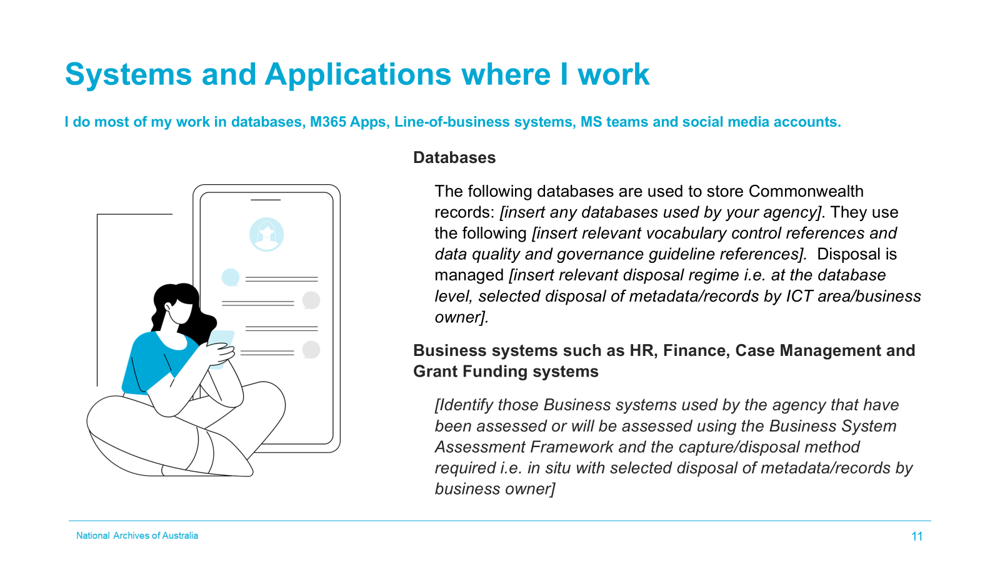 Systems and Applications where I work
I do most of my work in databases, M365 Apps, Line-of-business systems, MS teams and social media accounts.
Databases
The following databases are used to store Commonwealth
records: [insert any databases used by your agency]. They use
the following [insert relevant vocabulary control references and
data quality and governance guideline references].  Disposal is
managed [insert relevant disposal regime i.e. at the database
level, selected disposal of metadata/records by ICT area/business
owner].
Business systems such as HR, Finance, Case Management and
Grant Funding systems
[Identify those Business systems used by the agency that have
been assessed or will be assessed using the Business System
Assessment Framework and the capture/disposal method
required i.e. in situ with selected disposal of metadata/records by
business owner]
National Archives of Australia
11